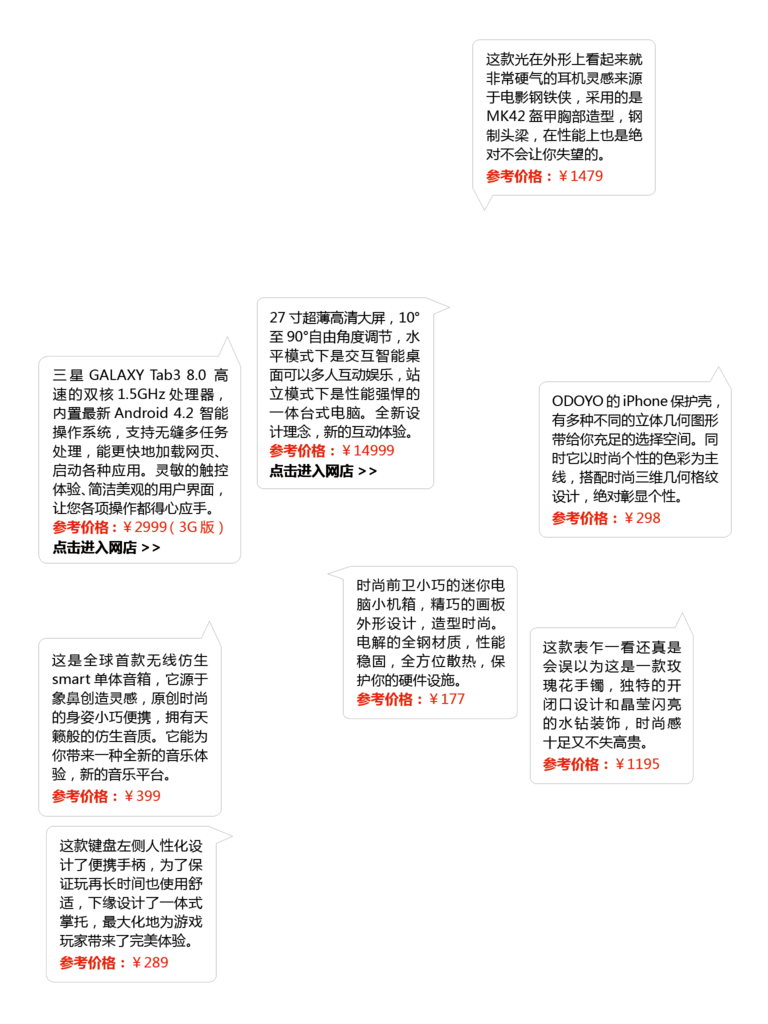 这款光在外形上看起来就
非常硬气的耳机灵感来源
于电影钢铁侠，采用的是
MK42 盔甲胸部造型，钢
制头梁，在性能上也是绝
对不会让你失望的。
参考价格：￥1479
27 寸超薄高清大屏，10°
至 90°自由角度调节，水
平模式下是交互智能桌
面可以多人互动娱乐，站
立模式下是性能强悍的
一体台式电脑。全新设
计理念，新的互动体验。
参考价格：￥14999
点击进入网店 >>
三星 GALAXY Tab3 8.0 高
速的双核 1.5GHz 处理器，
内置最新 Android 4.2 智能
操作系统，支持无缝多任务
处理，能更快地加载网页、
启动各种应用。灵敏的触控
体验、简洁美观的用户界面，
让您各项操作都得心应手。
参考价格：￥2999（3G 版）
点击进入网店 >>
ODOYO 的 iPhone 保护壳，
有多种不同的立体几何图形
带给你充足的选择空间。同
时它以时尚个性的色彩为主
线，搭配时尚三维几何格纹
设计，绝对彰显个性。
参考价格：￥298
时尚前卫小巧的迷你电
脑小机箱，精巧的画板
外形设计，造型时尚。
电解的全钢材质，性能
稳固，全方位散热，保
护你的硬件设施。
参考价格：￥177
这款表乍一看还真是
会误以为这是一款玫
瑰花手镯，独特的开
闭口设计和晶莹闪亮
的水钻装饰，时尚感
十足又不失高贵。
参考价格：￥1195
这是全球首款无线仿生
smart 单体音箱，它源于
象鼻创造灵感，原创时尚
的身姿小巧便携，拥有天
籁般的仿生音质。它能为
你带来一种全新的音乐体
验，新的音乐平台。
参考价格：￥399
这款键盘左侧人性化设
计了便携手柄，为了保
证玩再长时间也使用舒
适，下缘设计了一体式
掌托，最大化地为游戏
玩家带来了完美体验。
参考价格：￥289